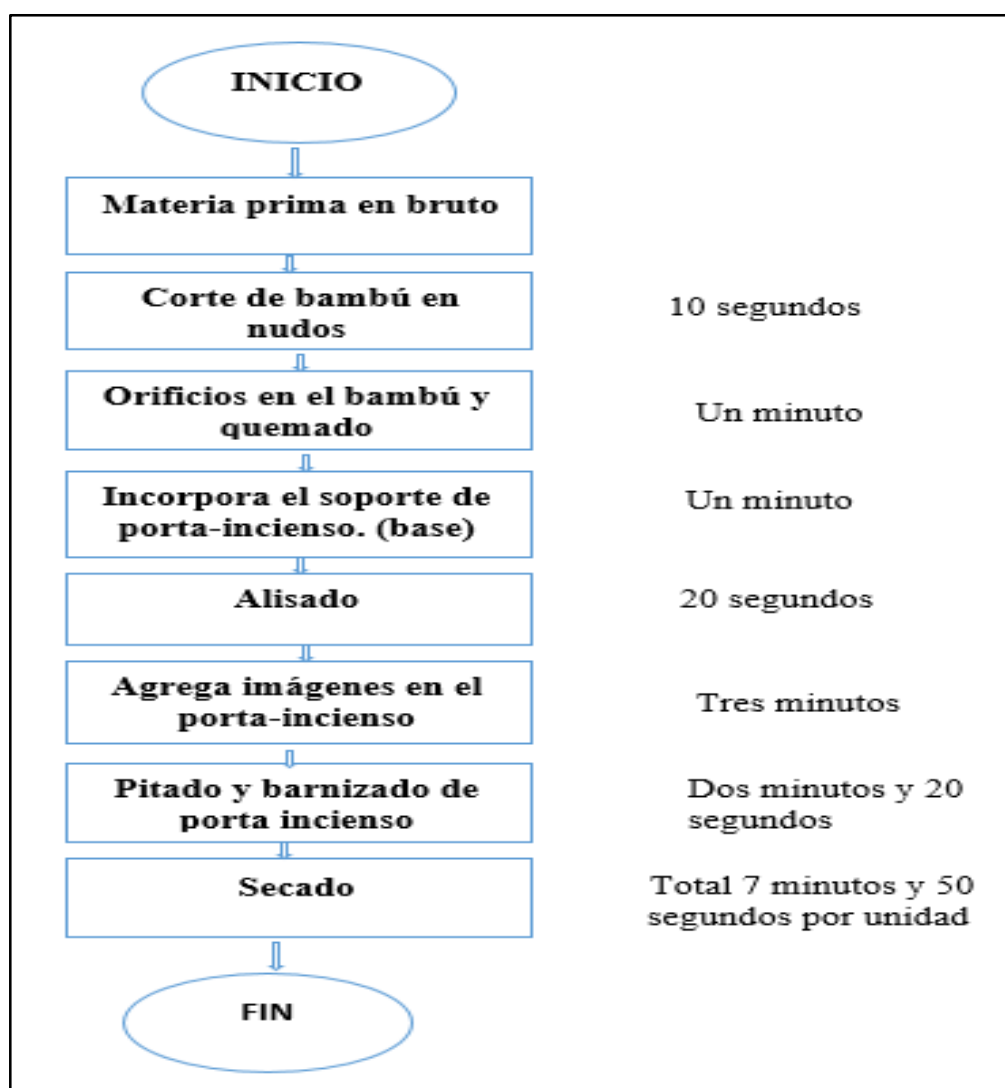 INICIO
Materia prima en bruto
Corte de bambú en
nudos
10 segundos
Orificios en el bambú y
quemado
Un minuto
Incorpora el soporte de
porta-incienso. (base)
Un minuto
Alisado
20 segundos
Agrega imágenes en el
porta-incienso
Tres minutos
Pitado y barnizado de
porta incienso
Dos minutos y 20
segundos
Secado
Total 7 minutos y 50
segundos por unidad
FIN